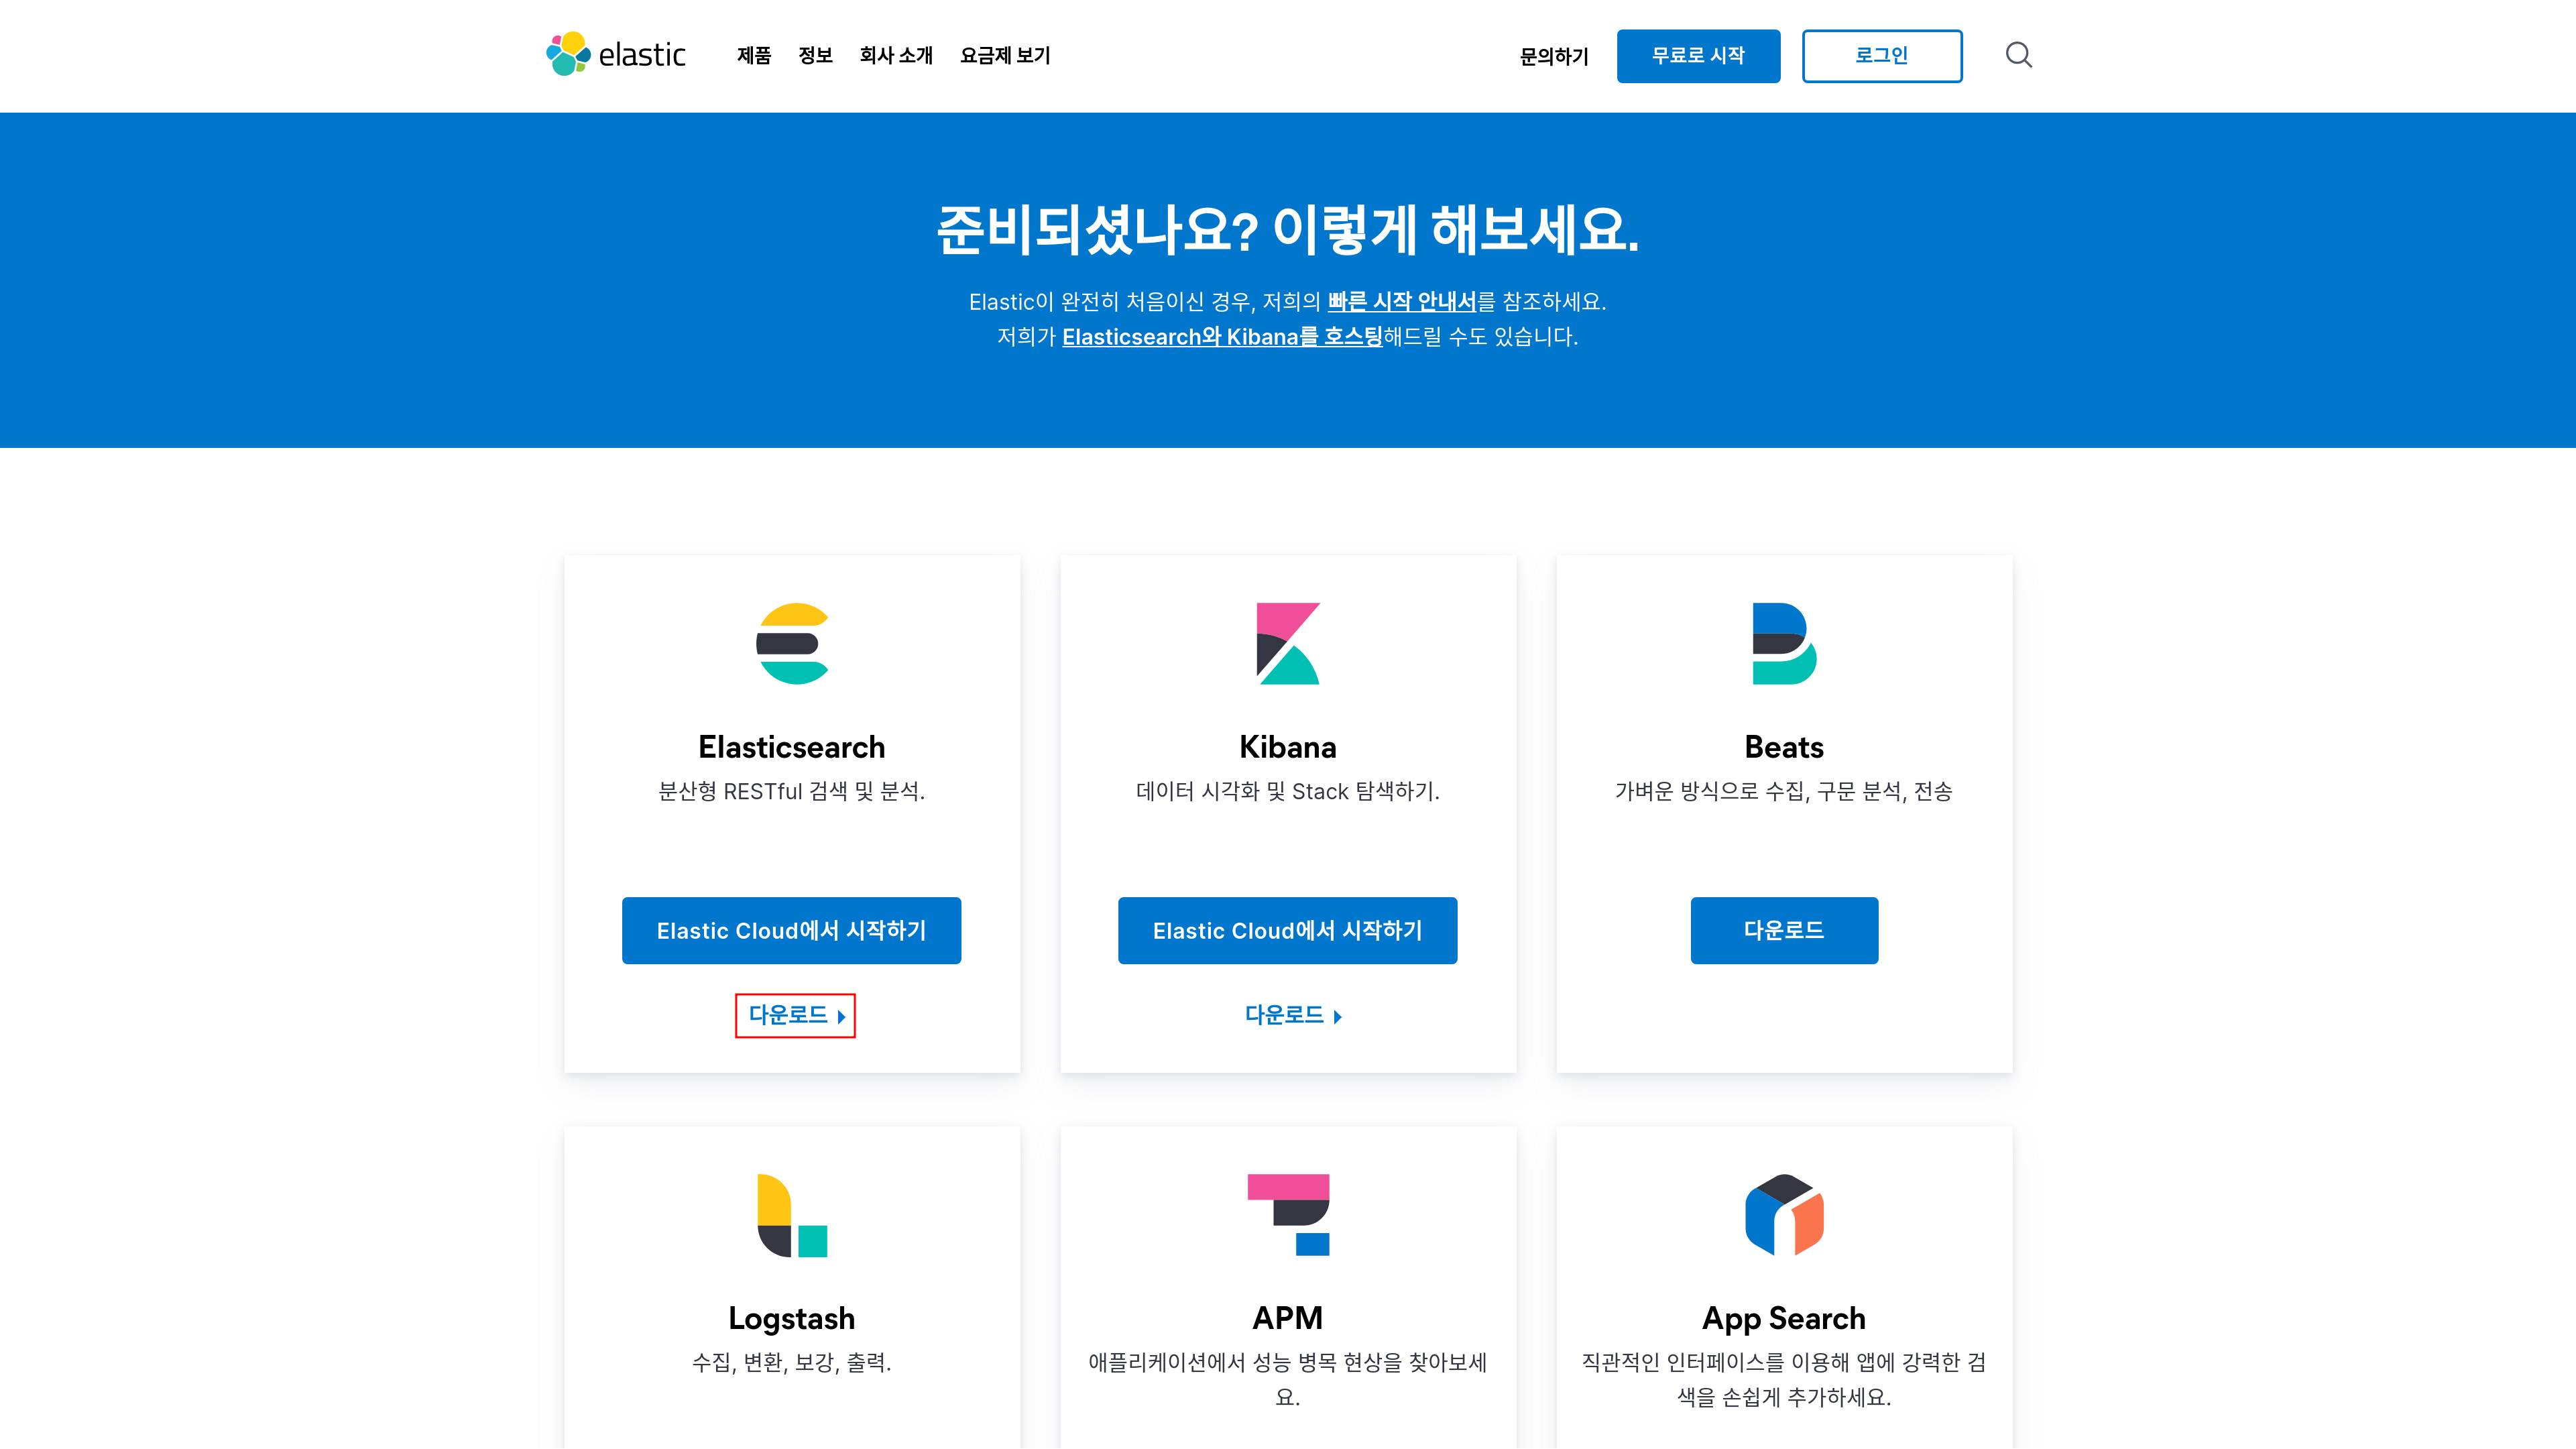 elastic 제품 정보 회사 소개 요금제 보기 문의하기 무료로 시작 로그인
준비되셨나요? 이렇게 해보세요.
Elastic이 완전히 처음이신 경우, 저희의 빠른 시작 안내서를 참조하세요.
저희가 Elasticsearch와 Kibana를 호스팅해드릴 수도 있습니다.
Elasticsearch
분산형 RESTful 검색 및 분석.
Elastic Cloud에서 시작하기
다운로드
Kibana
데이터 시각화 및 Stack 탐색하기.
Elastic Cloud에서 시작하기
다운로드
Beats
가벼운 방식으로 수집, 구문 분석, 전송
다운로드
Logstash
수집, 변환, 보강, 출력.
APM
애플리케이션에서 성능 병목 현상을 찾아보세
요.
App Search
직관적인 인터페이스를 이용해 앱에 강력한 검
색을 손쉽게 추가하세요.